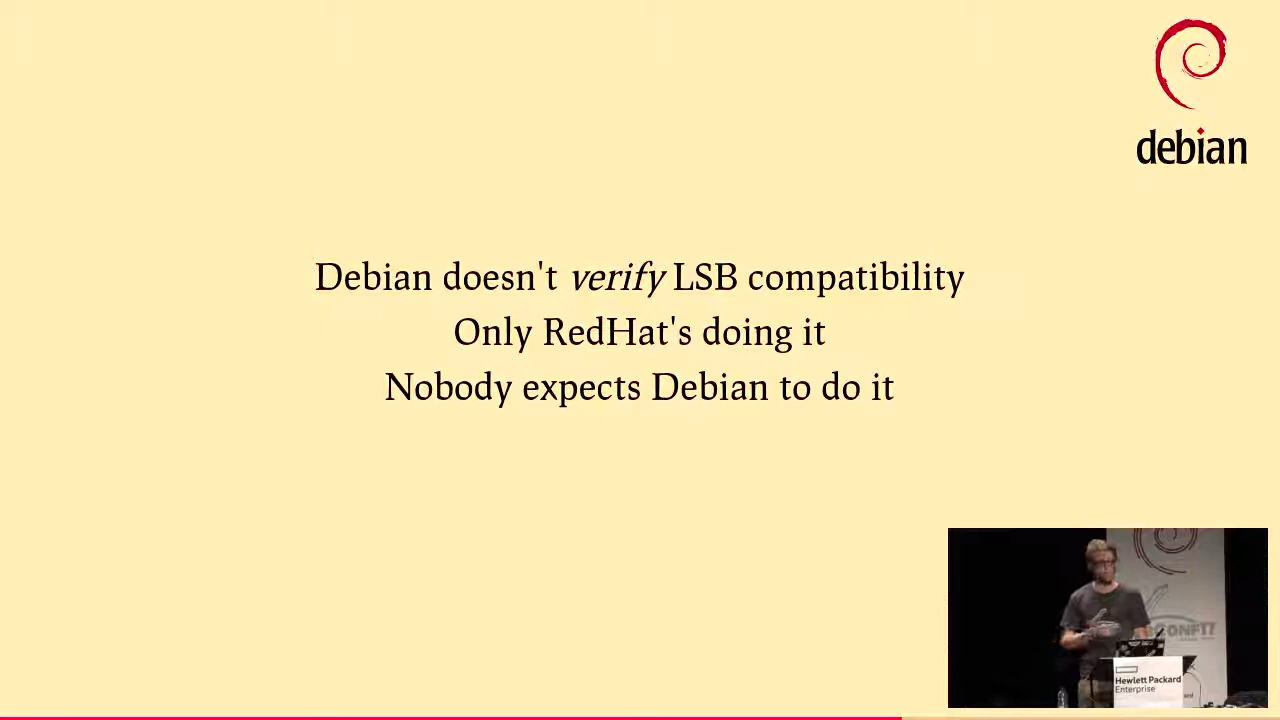 debian
Debian doesn't verify LSB compatibility
Only RedHat's doing it
Nobody expects Debian to do it
Hewlett Packard
Enterprise